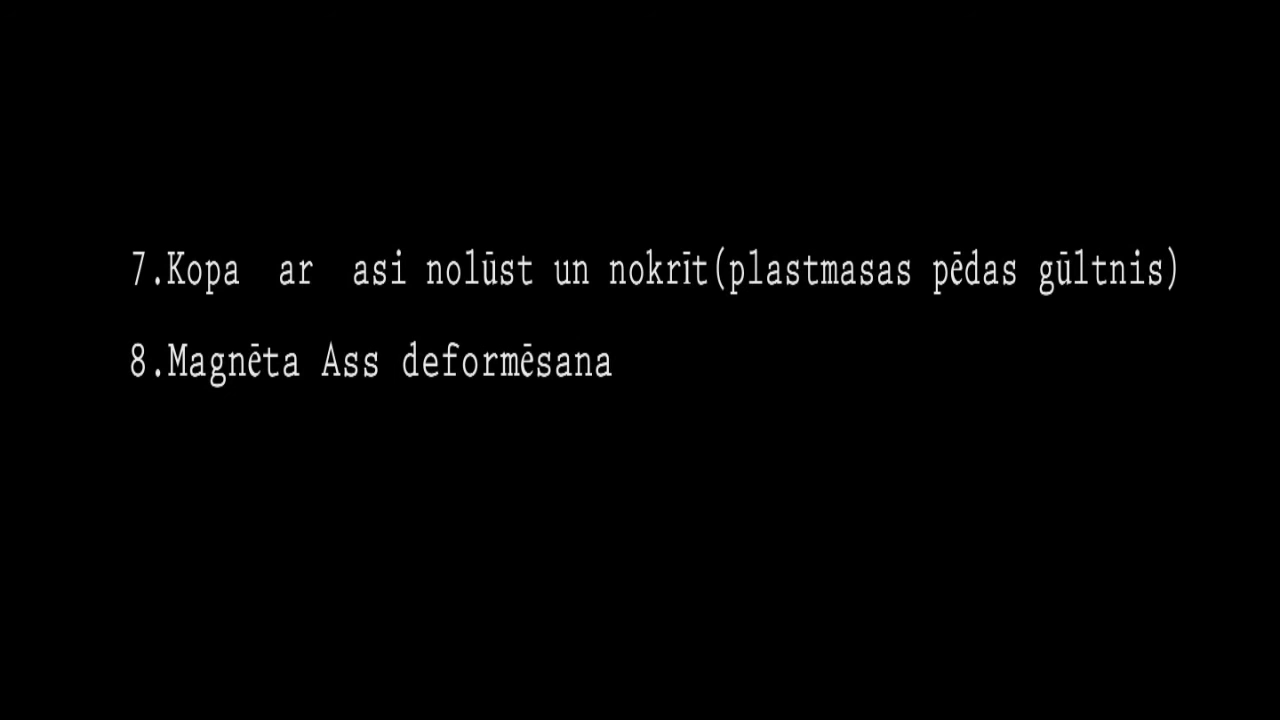 7.Kopa ar asi nolūst un nokrīt(plastmasas pēdas gūltnis)
8.Magnēta Ass deformēsana